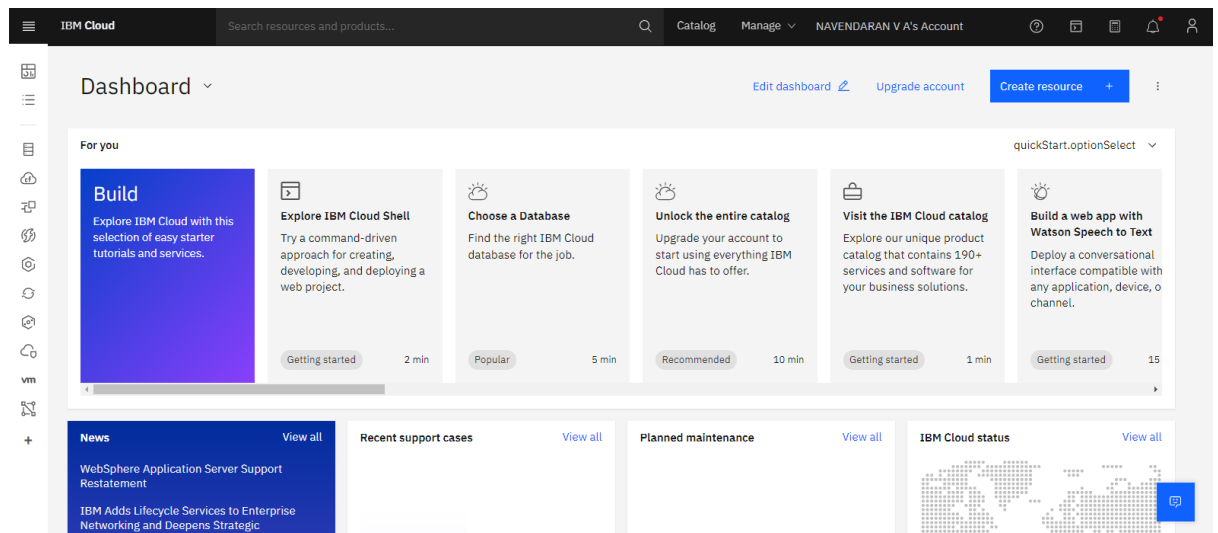 IBM Cloud
Search resources and products...
Catalog
Manage
NAVENDARAN V A's Account
Dashboard
Edit dashboard
Upgrade account
Create resource +
For you
quickStart.optionSelect
Build
Explore IBM Cloud with this
selection of easy starter
tutorials and services.
Explore IBM Cloud Shell
Try a command-driven
approach for creating,
developing, and deploying a
web project.
Getting started
2 min
Choose a Database
Find the right IBM Cloud
database for the job.
Popular
5 min
Unlock the entire catalog
Upgrade your account to
start using everything IBM
Cloud has to offer.
Recommended
10 min
Visit the IBM Cloud catalog
Explore our unique product
catalog that contains 190+
services and software for
your business solutions.
Getting started
1 min
Build a web app with
Watson Speech to Text
Deploy a conversational
interface compatible with
any application, device, o
channel.
Getting started
15
vm
News
View all
WebSphere Application Server Support
Restatement
IBM Adds Lifecycle Services to Enterprise
Networking and Deepens Strategic
Recent support cases
View all
Planned maintenance
View all
IBM Cloud status
View all